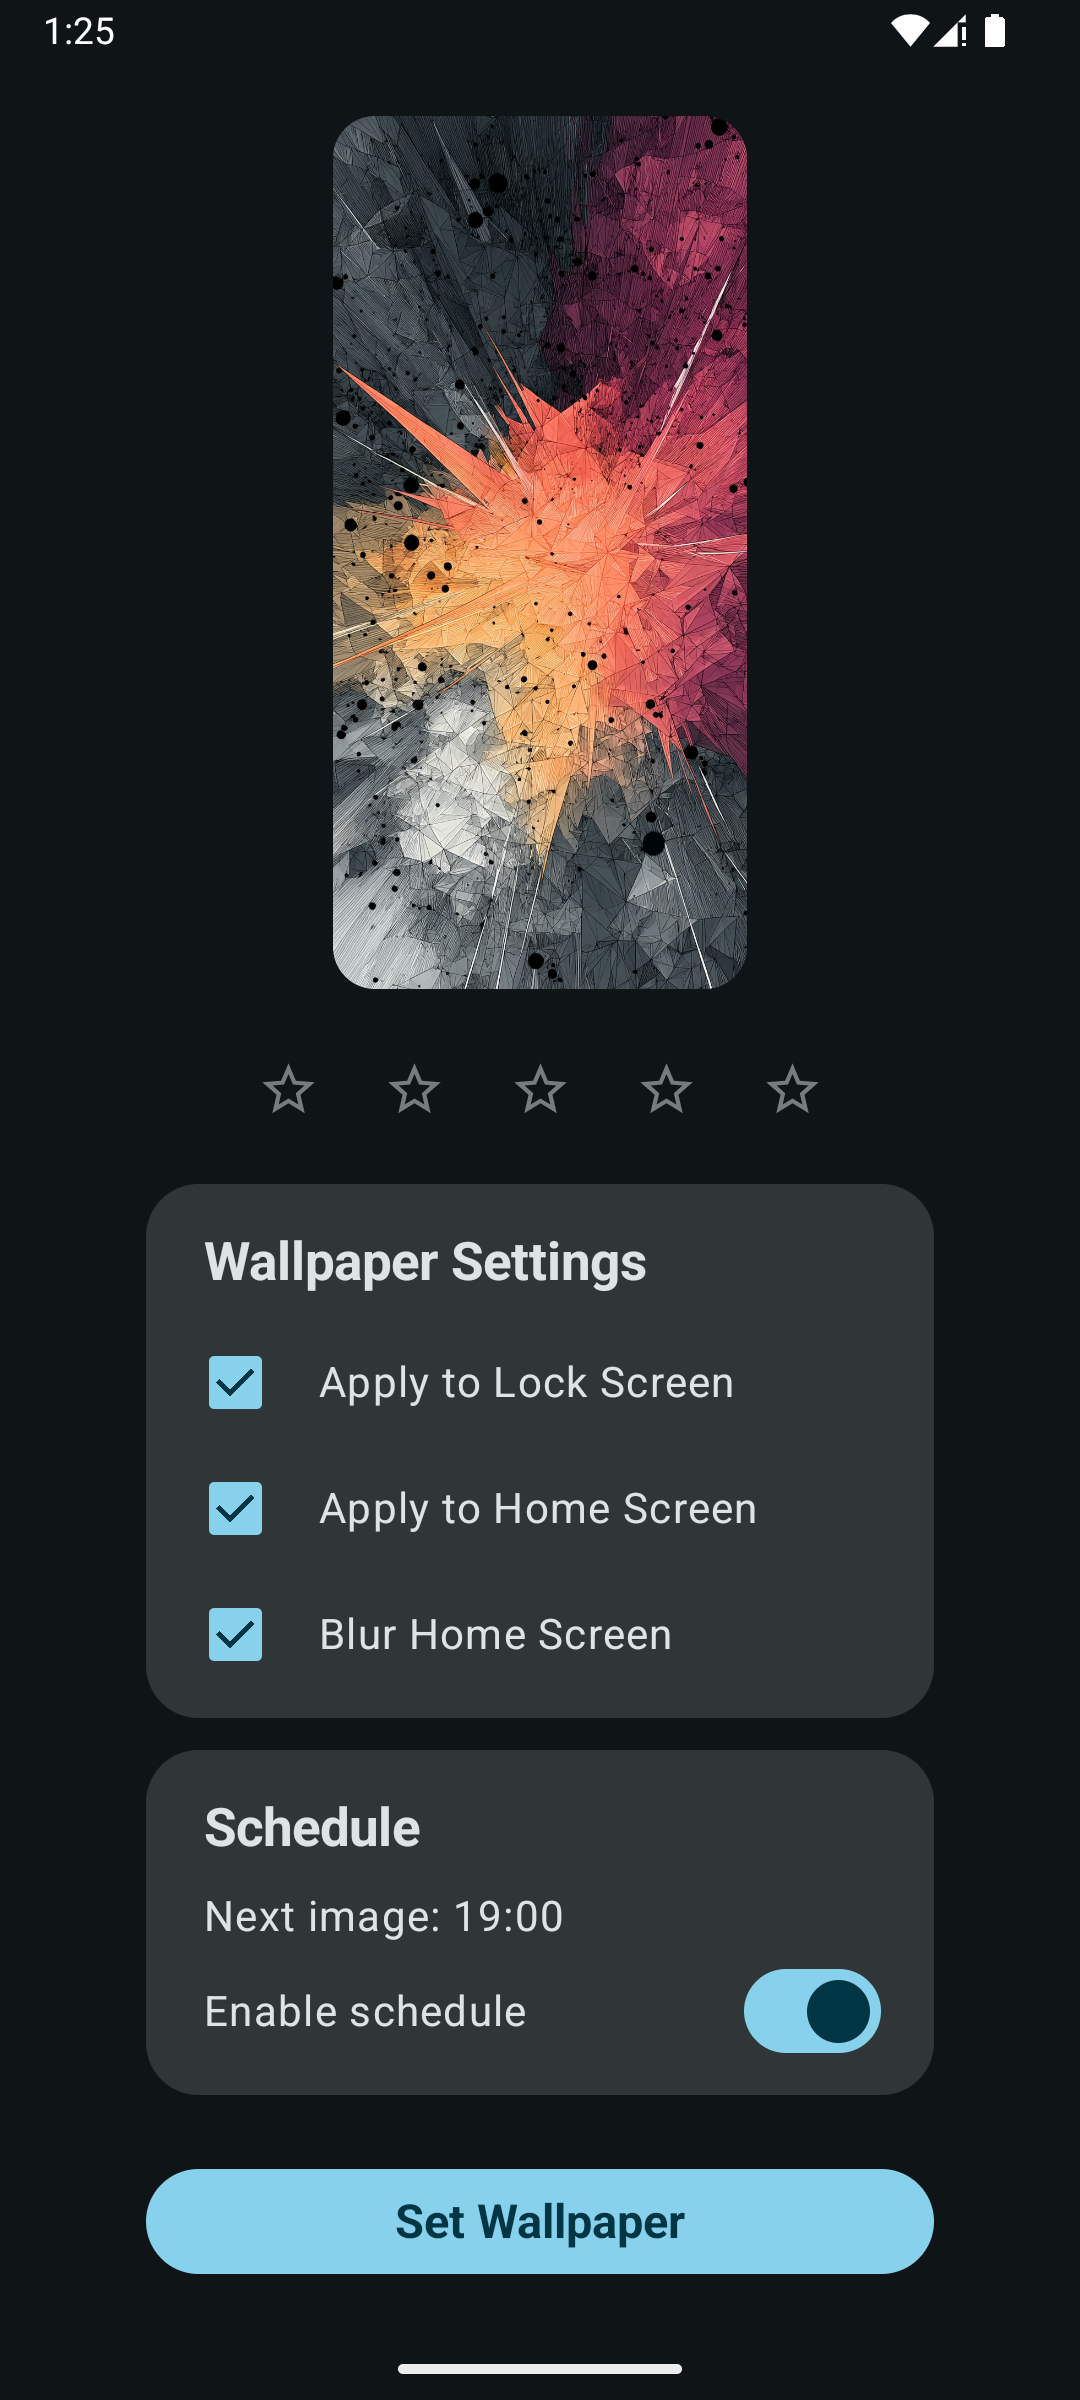 1:25
Wallpaper Settings
Apply to Lock Screen
Apply to Home Screen
Blur Home Screen
Schedule
Next image: 19:00
Enable schedule
Set Wallpaper